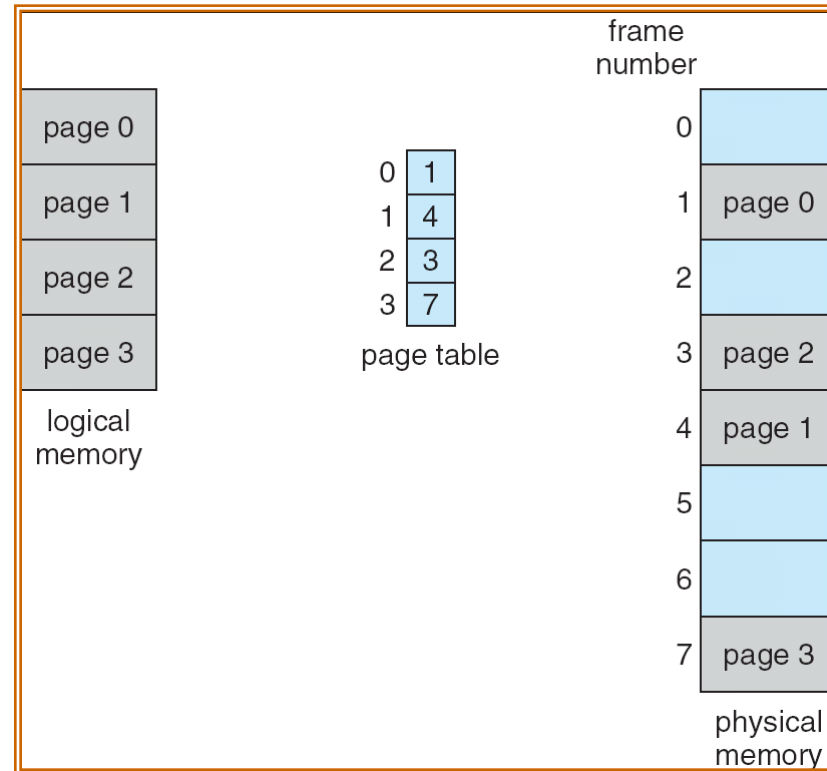 page 0
page 1
page 2
page 3
logical
memory
0 1
1 4
2 3
3 7
page table
frame
number
0
1 page 0
2
3 page 2
4 page 1
5
6
7 page 3
physical
memory